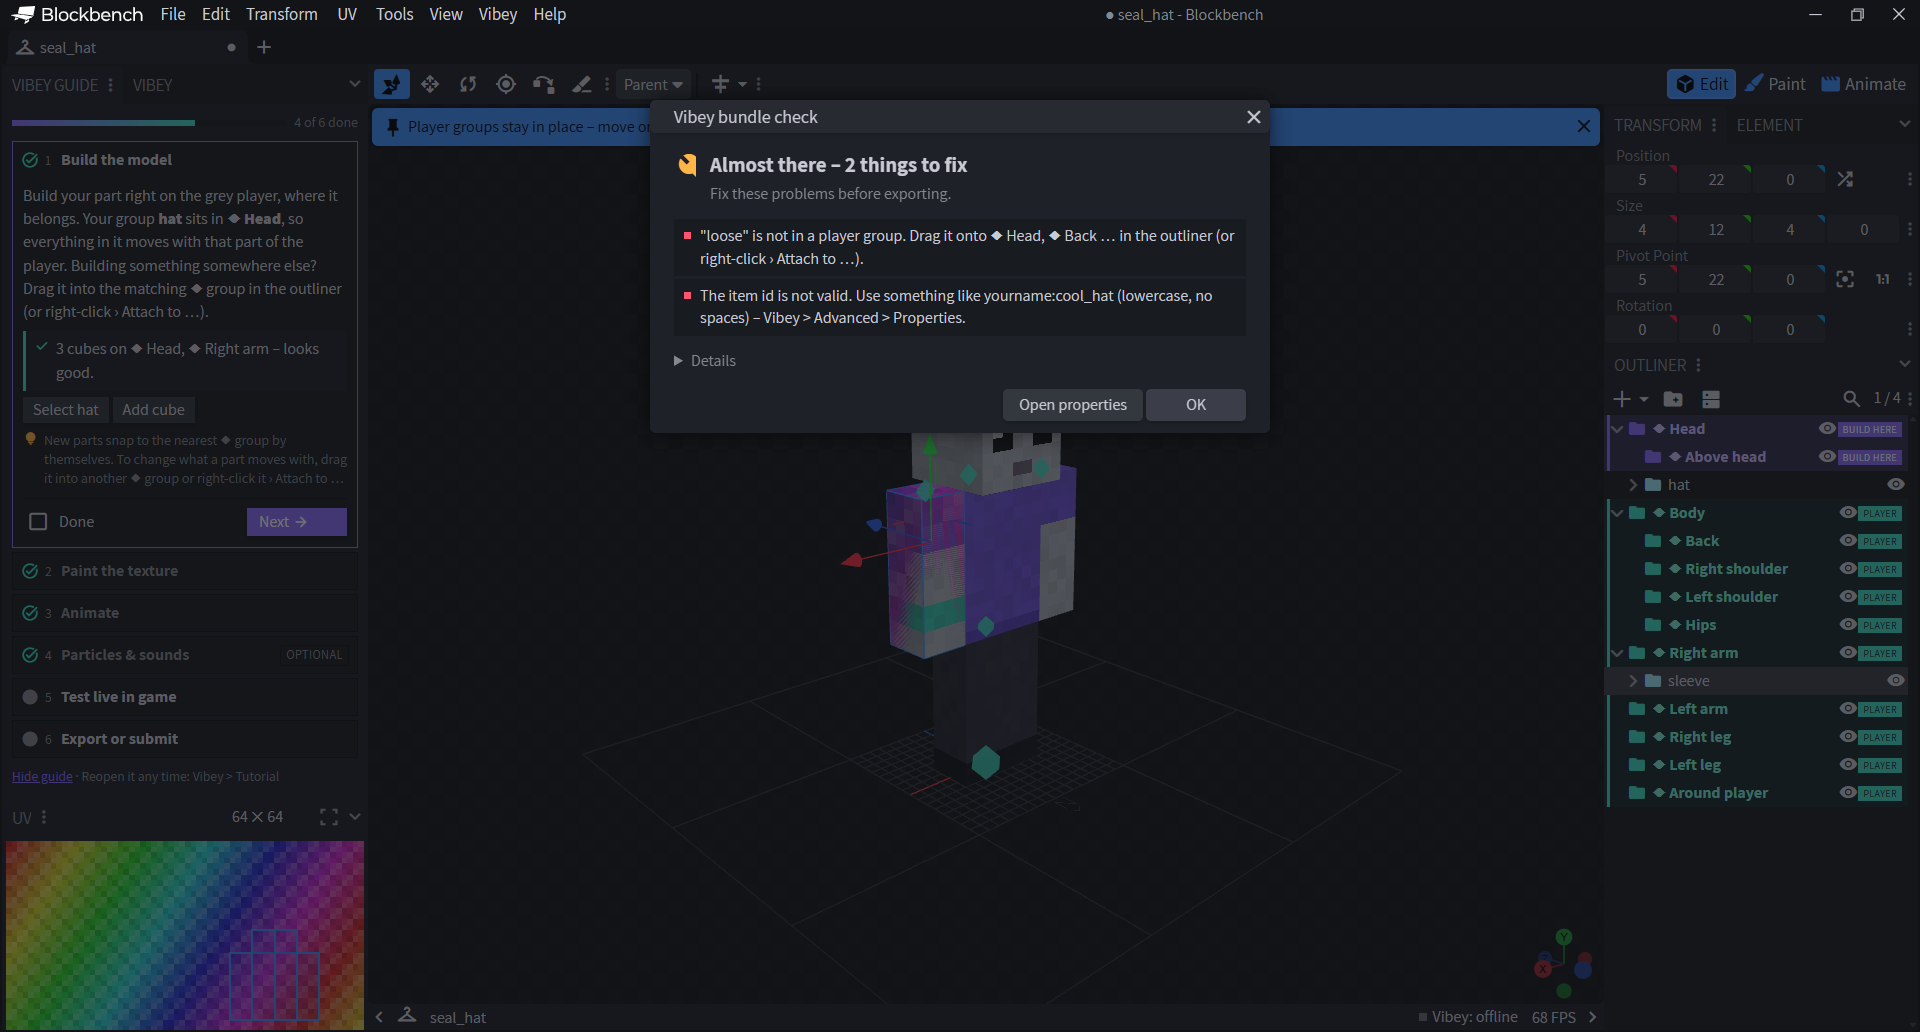 Blockbench File Edit Transform UV Tools View Vibey Help
seal_hat - Blockbench
seal_hat
VIBEY GUIDE VIBEY
Parent
Edit Paint Animate
4 of 6 done
Player groups stay in place – move or
1 Build the model
Build your part right on the grey player, where it
belongs. Your group hat sits in ◆ Head, so
everything in it moves with that part of the
player. Building something somewhere else?
Drag it into the matching ◆ group in the outliner
(or right-click › Attach to …).
3 cubes on ◆ Head, ◆ Right arm – looks
good.
Select hat Add cube
New parts snap to the nearest ◆ group by
themselves. To change what a part moves with, drag
it into another ◆ group or right-click it › Attach to …
Done
Next →
2 Paint the texture
3 Animate
4 Particles & sounds OPTIONAL
5 Test live in game
6 Export or submit
Hide guide · Reopen it any time: Vibey > Tutorial
UV 64 × 64
Vibey bundle check
Almost there – 2 things to fix
Fix these problems before exporting.
"loose" is not in a player group. Drag it onto ◆ Head, ◆ Back … in the outliner (or
right-click › Attach to …).
The item id is not valid. Use something like yourname:cool_hat (lowercase, no
spaces) – Vibey > Advanced > Properties.
Details
Open properties OK
TRANSFORM ELEMENT
Position
5 22 0
Size
4 12 4 0
Pivot Point
5 22 0 1:1
Rotation
0 0 0
OUTLINER
1 / 4
◆ Head BUILD HERE
◆ Above head BUILD HERE
hat
◆ Body PLAYER
◆ Back PLAYER
◆ Right shoulder PLAYER
◆ Left shoulder PLAYER
◆ Hips PLAYER
◆ Right arm PLAYER
sleeve
◆ Left arm PLAYER
◆ Right leg PLAYER
◆ Left leg PLAYER
◆ Around player PLAYER
Y
X
seal_hat
Vibey: offline 68 FPS